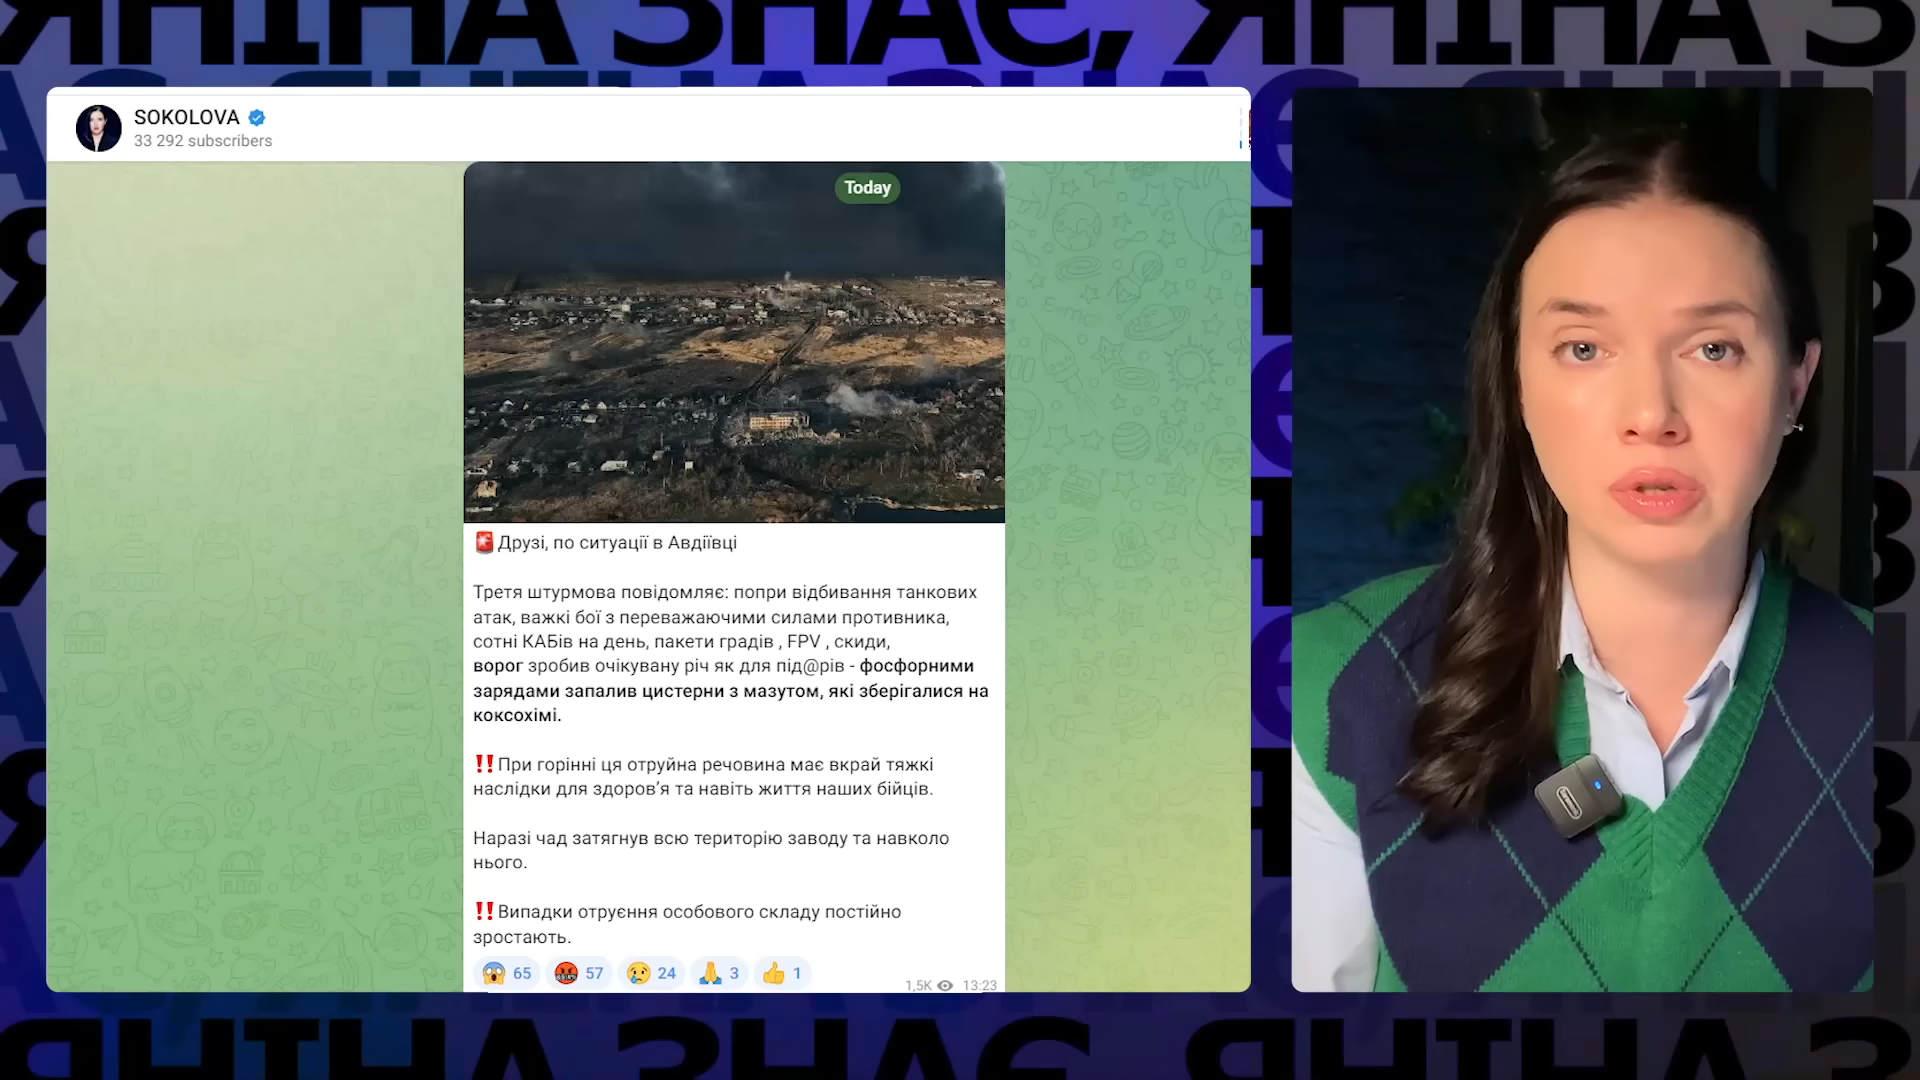 ЯНІНА ЗНАЄ, ЯНІНА З
SOKOLOVA
33 292 subscribers
Today
Друзі, по ситуації в Авдіївці
Третя штурмова повідомляє: попри відбивання танкових
атак, важкі бої з переважаючими силами противника,
сотні КАБів на день, пакети градів , FPV , скиди,
ворог зробив очікувану річ як для під@рів - фосфорними
зарядами запалив цистерни з мазутом, які зберігалися на
коксохімі.
‼️При горінні ця отруйна речовина має вкрай тяжкі
наслідки для здоров’я та навіть життя наших бійців.
Наразі чад затягнув всю територію заводу та навколо
нього.
‼️Випадки отруєння особового складу постійно
зростають.
65 57 24 3 1
1,5K 13:23
ЯНІНА ЗНАЄ, ЯНІНА З